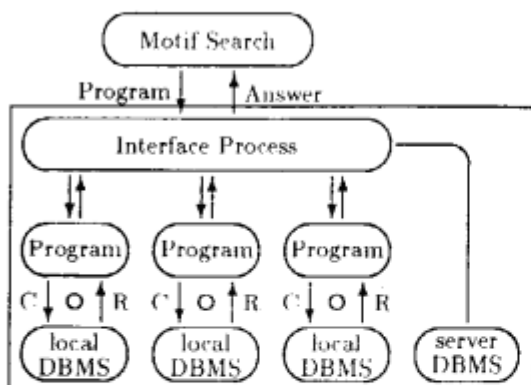 Motif Search
Program Answer
Interface Process
Program Program Program
C O R C O R C O R
local local local server
DBMS DBMS DBMS DBMS